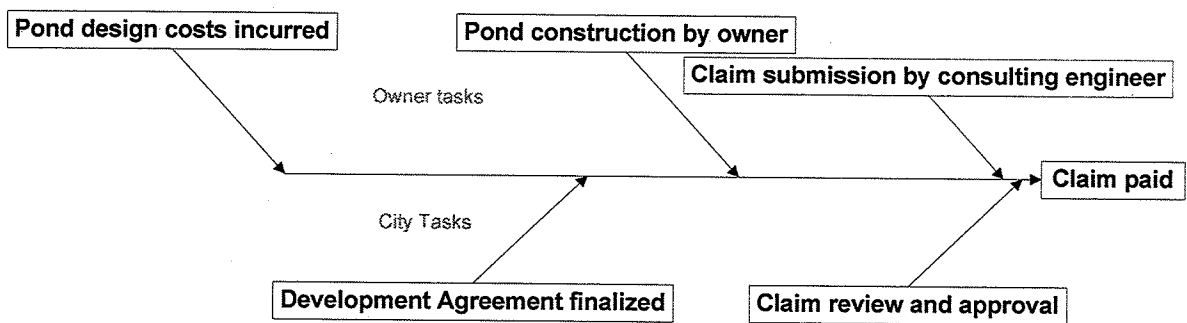 Pond design costs incurred
Pond construction by owner
Claim submission by consulting engineer
Owner tasks
Claim paid
City Tasks
Development Agreement finalized
Claim review and approval